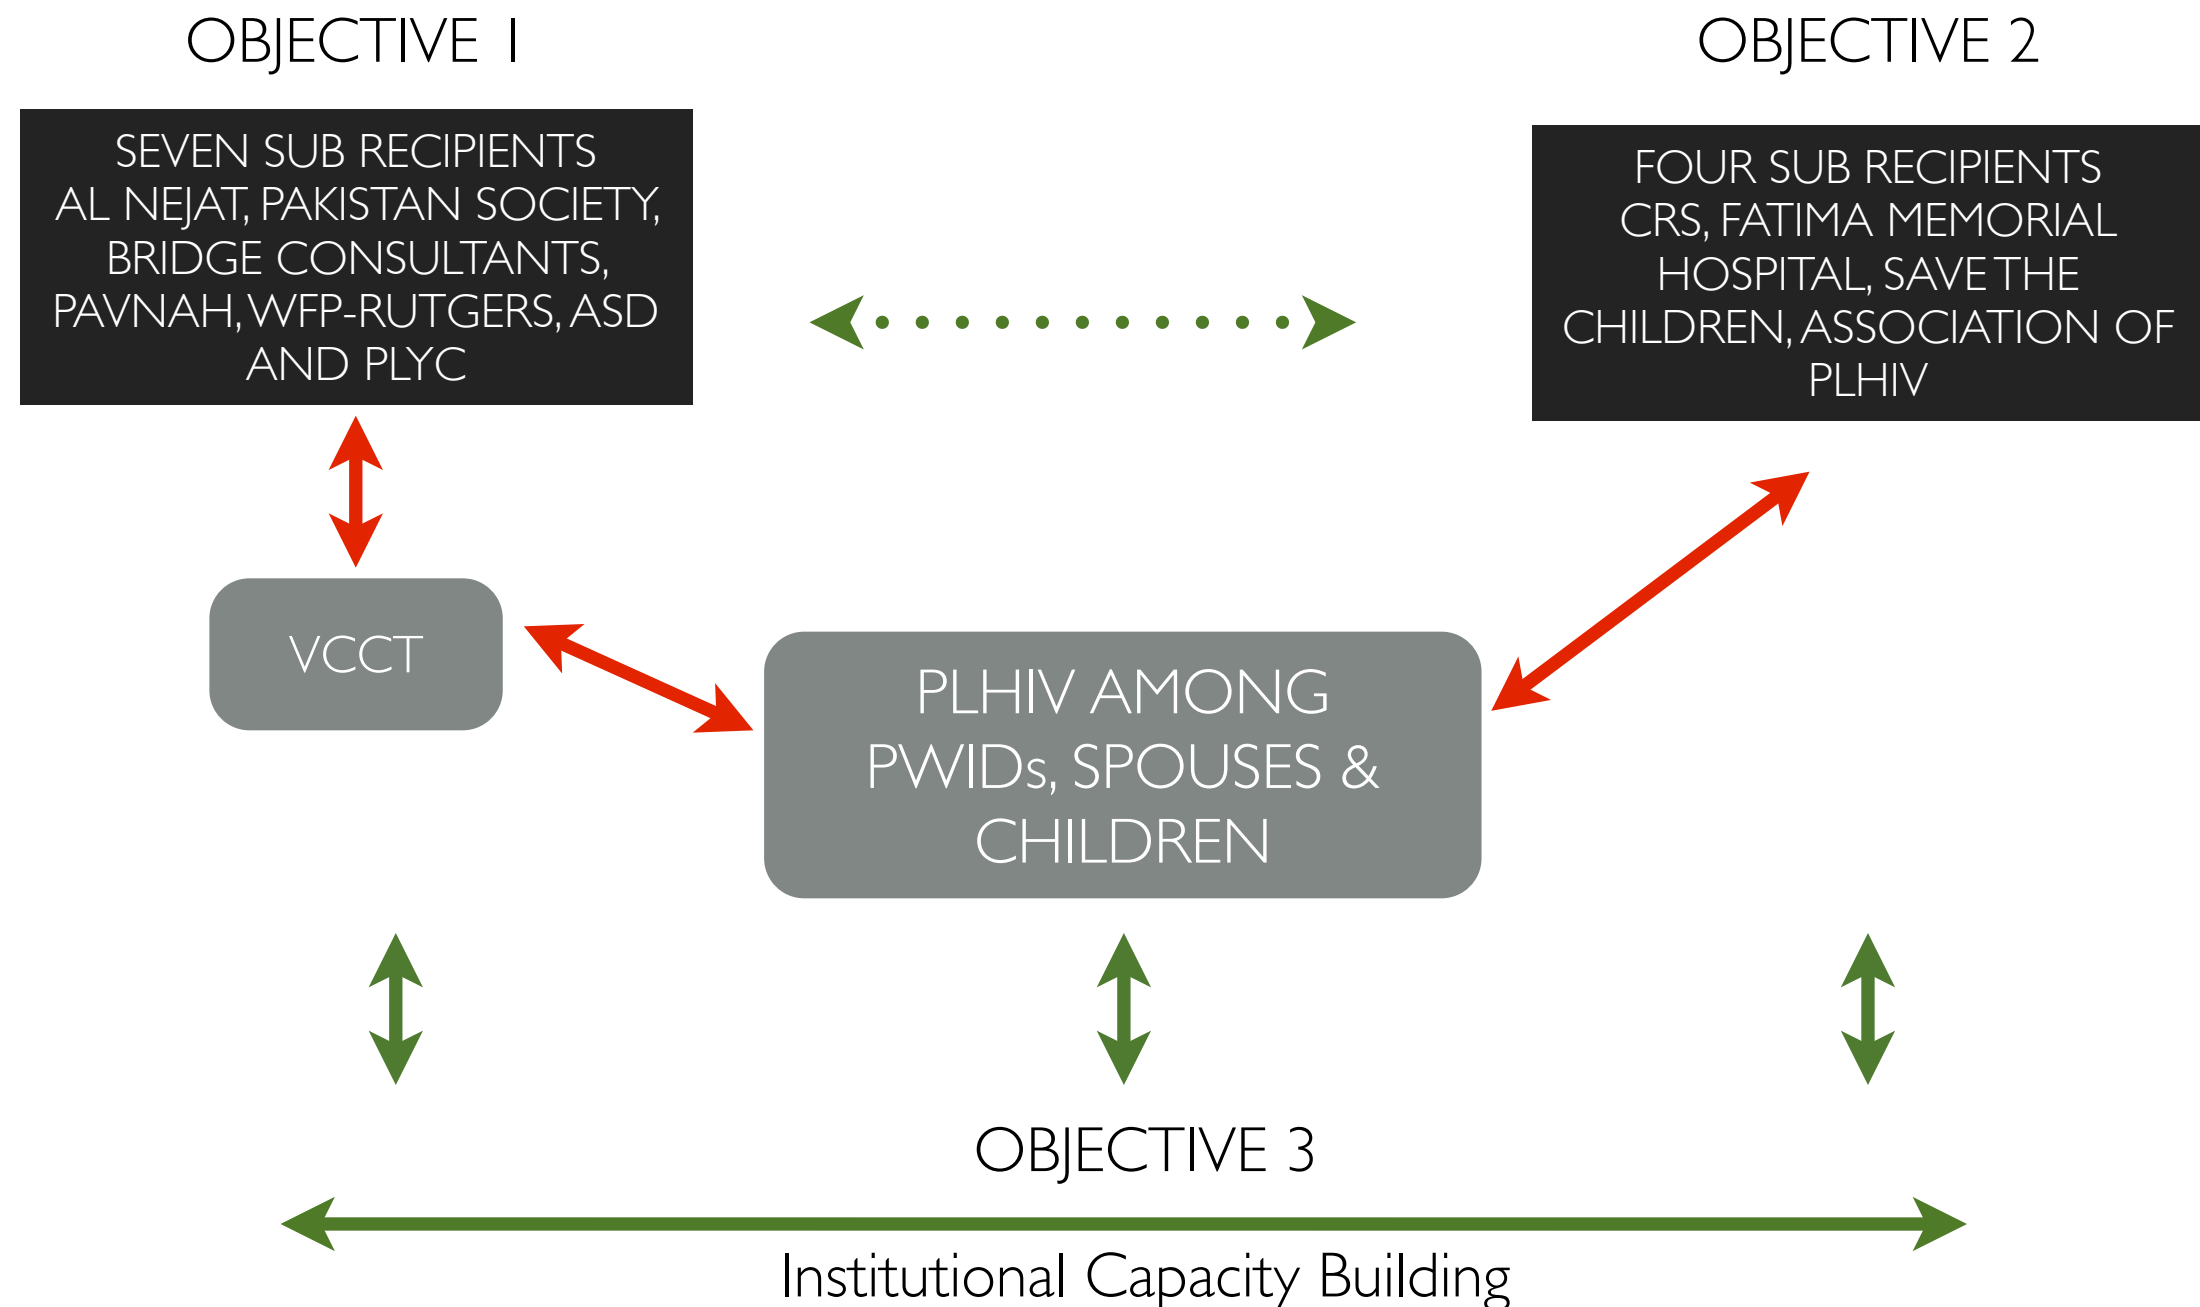 OBJECTIVE 1
OBJECTIVE 2
SEVEN SUB RECIPIENTS
AL NEJAT, PAKISTAN SOCIETY,
BRIDGE CONSULTANTS,
PAVNAH, WFP-RUTGERS, ASD
AND PLYC
FOUR SUB RECIPIENTS
CRS, FATIMA MEMORIAL
HOSPITAL, SAVE THE
CHILDREN, ASSOCIATION OF
PLHIV
VCCT
PLHIV AMONG
PWIDs, SPOUSES &
CHILDREN
OBJECTIVE 3
Institutional Capacity Building